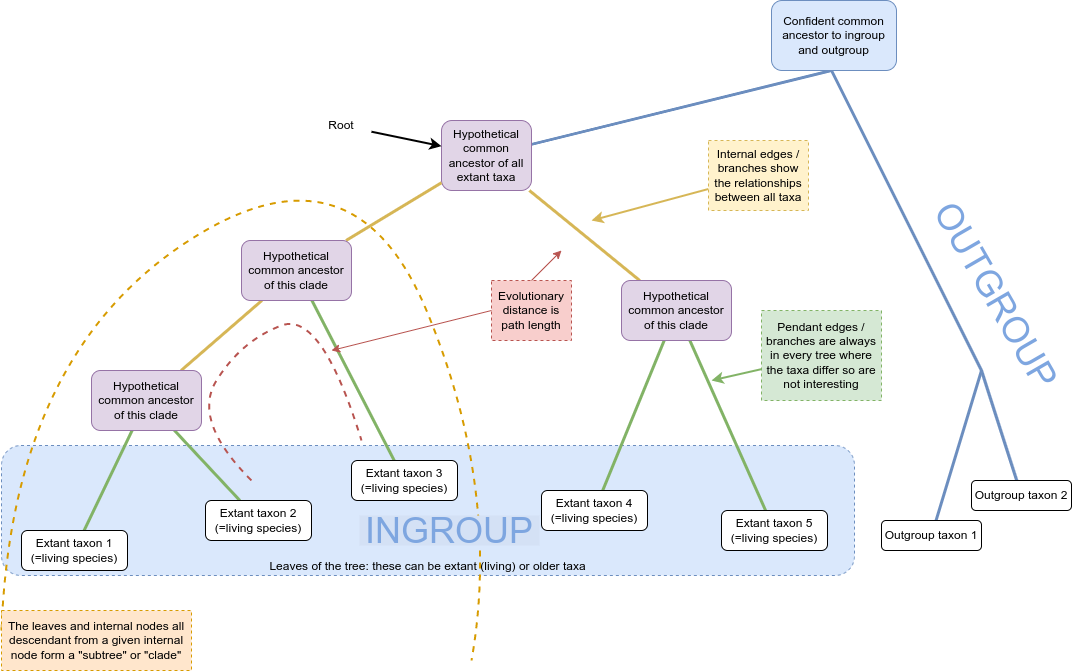 Confident common
ancestor to ingroup
and outgroup
Root
Hypothetical
common
ancestor of all
extant taxa
Internal edges /
branches show
the relationships
between all taxa
OUTGROUP
Hypothetical
common ancestor
of this clade
Evolutionary
distance is
path length
Hypothetical
common ancestor
of this clade
Pendant edges /
branches are always
in every tree where
the taxa differ so are
not interesting
Hypothetical
common ancestor
of this clade
Extant taxon 3
(=living species)
Extant taxon 2
(=living species)
Extant taxon 4
(=living species)
Outgroup taxon 2
Extant taxon 1
(=living species)
INGROUP
Extant taxon 5
(=living species)
Outgroup taxon 1
Leaves of the tree: these can be extant (living) or older taxa
The leaves and internal nodes all
descendant from a given internal
node form a "subtree" or "clade"